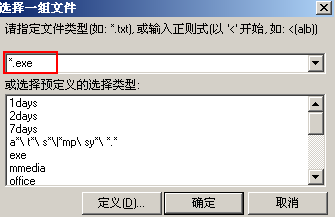 选择一组文件
请指定文件类型(如: *.txt), 或输入正则式(以 '<' 开始, 如: <(a|b))
*.exe
或选择预定义的选择类型:
1days
2days
7days
a*\ t*\ s*\|*mp\ sy*\ *.*
exe
mmedia
office
定义(D)...
确定
取消